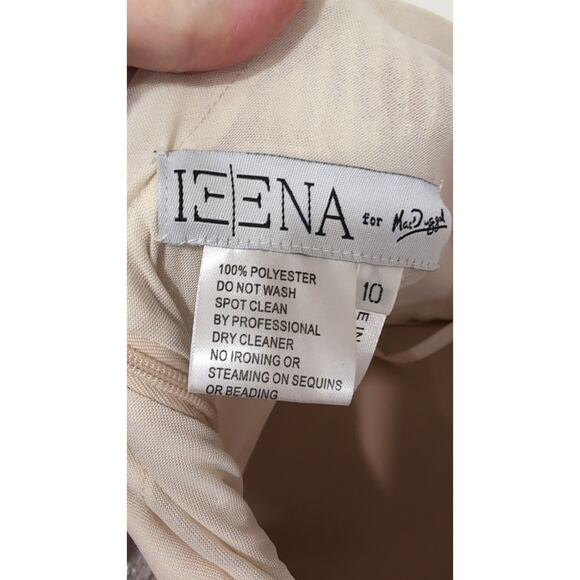 IEENA for Mac Duggal
10
100% POLYESTER
DO NOT WASH
SPOT CLEAN
BY PROFESSIONAL
DRY CLEANER
NO IRONING OR
STEAMING ON SEQUINS
OR BEADING
E IN